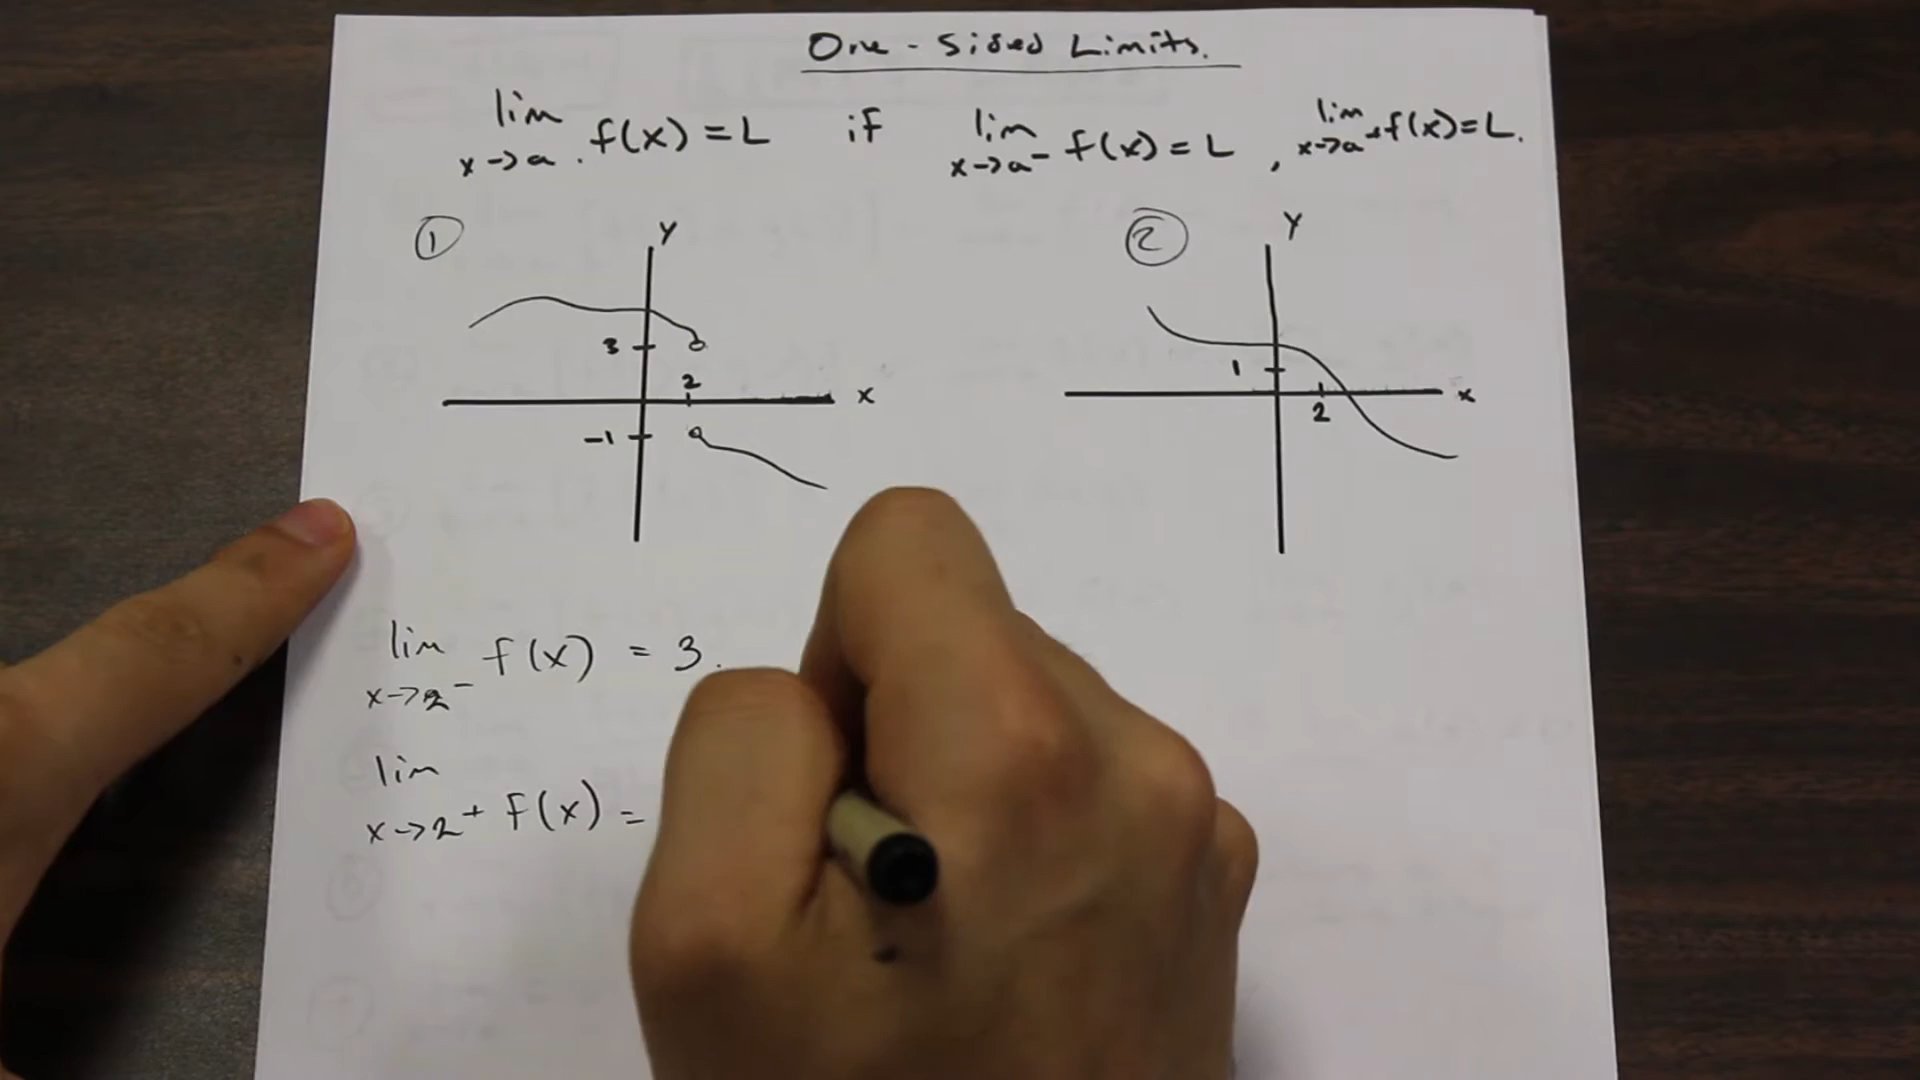 One-Sided Limits.
lim x->a. f(x) = L if lim x->a⁻ f(x) = L , lim x->a⁺ f(x) = L.
① y
② y
3
2
x
-1
1
2
x
lim x->2⁻ f(x) = 3.
lim x->2⁺ f(x) =